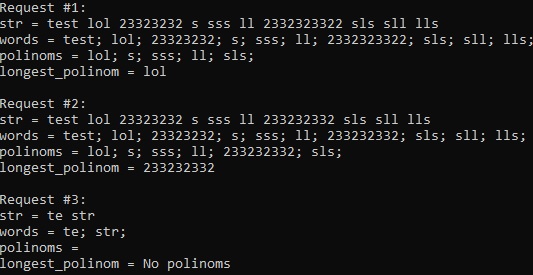 Request #1:
str = test lol 23323232 s sss ll 2332323322 sls sll lls
words = test; lol; 23323232; s; sss; ll; 2332323322; sls; sll; lls;
polinoms = lol; s; sss; ll; sls;
longest_polinom = lol
Request #2:
str = test lol 23323232 s sss ll 233232332 sls sll lls
words = test; lol; 23323232; s; sss; ll; 233232332; sls; sll; lls;
polinoms = lol; s; sss; ll; 233232332; sls;
longest_polinom = 233232332
Request #3:
str = te str
words = te; str;
polinoms =
longest_polinom = No polinoms